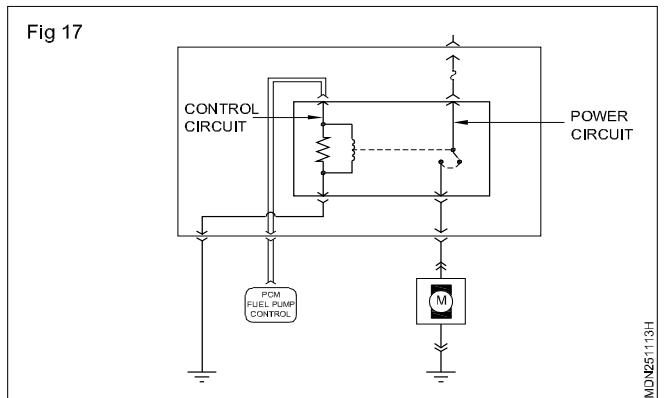 Fig 17
CONTROL
CIRCUIT
POWER
CIRCUIT
PCM
FUEL PUMP
CONTROL
M
MDN251113H